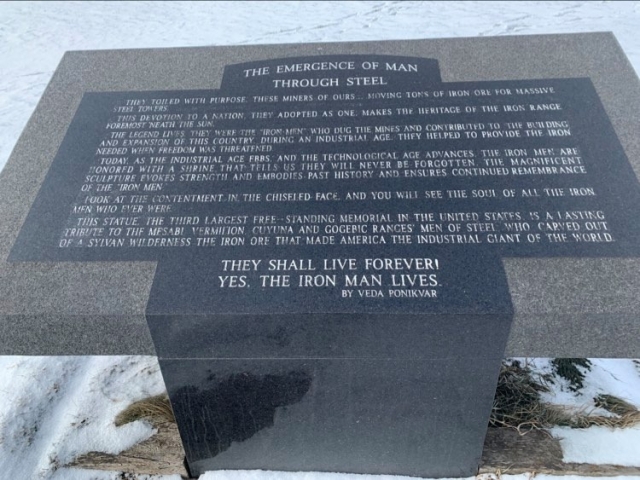 THE EMERGENCE OF MAN
THROUGH STEEL
THEY TOILED WITH PURPOSE, THESE MINERS OF OURS... MOVING TONS OF IRON ORE FOR MASSIVE
STEEL TOWERS.
THIS DEVOTION TO A NATION, THEY ADOPTED AS ONE, MAKES THE HERITAGE OF THE IRON RANGE
FOREMOST 'NEATH THE SUN.
THE LEGEND LIVES. THEY WERE THE "IRON MEN" WHO DUG THE MINES AND CONTRIBUTED TO THE BUILDING
AND EXPANSION OF THIS COUNTRY, DURING AN INDUSTRIAL AGE. THEY HELPED TO PROVIDE THE IRON
NEEDED WHEN FREEDOM WAS THREATENED.
TODAY, AS THE INDUSTRIAL AGE EBBS, AND THE TECHNOLOGICAL AGE ADVANCES, THE IRON MEN ARE
HONORED WITH A SHRINE THAT TELLS US THEY WILL NEVER BE FORGOTTEN. THE MAGNIFICENT
SCULPTURE EVOKES STRENGTH AND EMBODIES PAST HISTORY AND ENSURES CONTINUED REMEMBRANCE
OF THE "IRON MEN
LOOK AT THE CONTENTMENT, IN THE CHISELED FACE, AND YOU WILL SEE THE SOUL OF ALL THE IRON
MEN WHO EVER WERE
THIS STATUE, THE THIRD LARGEST FREE-STANDING MEMORIAL IN THE UNITED STATES, IS A LASTING
TRIBUTE TO THE MESABI, VERMILION, CUYUNA AND GOGEBIC RANGES' MEN OF STEEL, WHO CARVED OUT
OF A SYLVAN WILDERNESS THE IRON ORE THAT MADE AMERICA THE INDUSTRIAL GIANT OF THE WORLD.
THEY SHALL LIVE FOREVER!
YES, THE IRON MAN LIVES.
BY VEDA PONIKVAR